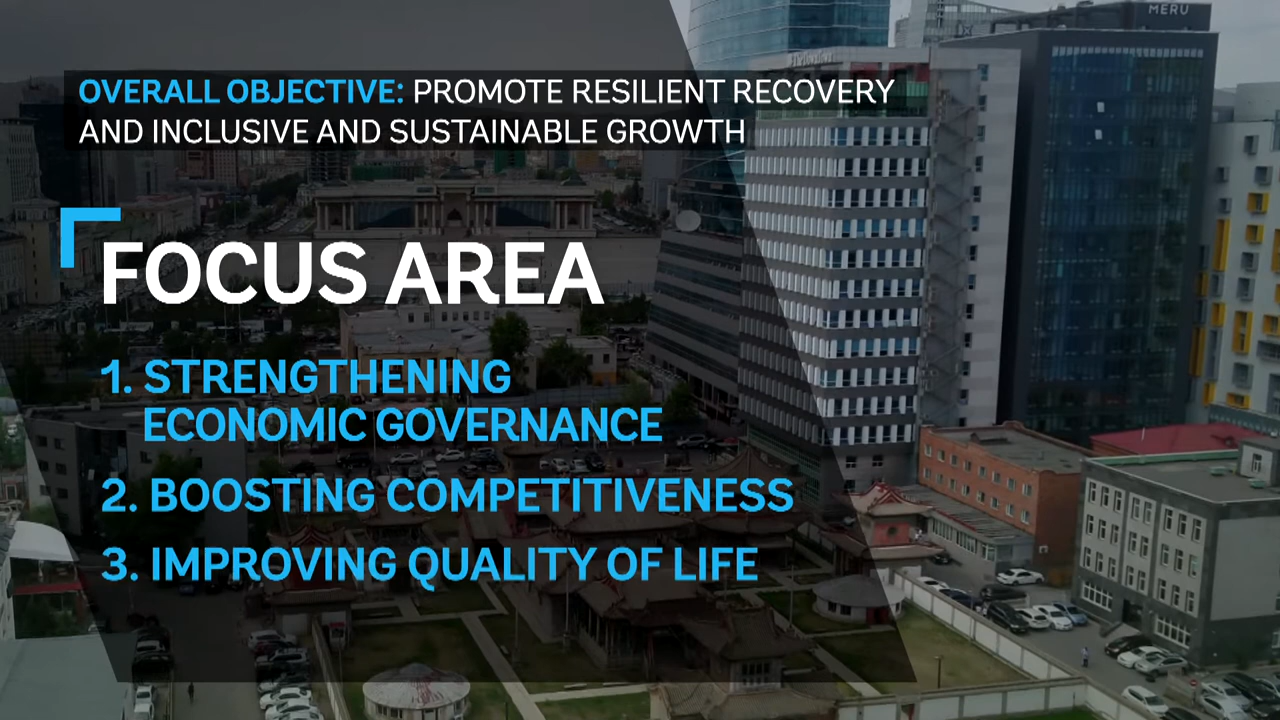 MERU
OVERALL OBJECTIVE: PROMOTE RESILIENT RECOVERY
AND INCLUSIVE AND SUSTAINABLE GROWTH
FOCUS AREA
1. STRENGTHENING
ECONOMIC GOVERNANCE
2. BOOSTING COMPETITIVENESS
3. IMPROVING QUALITY OF LIFE